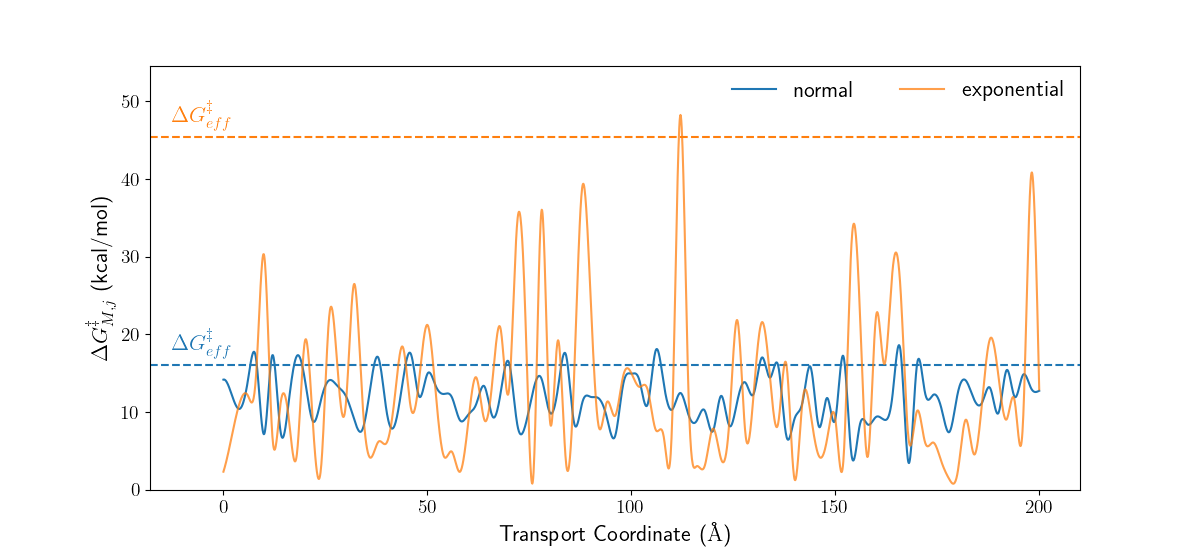 normal exponential
50
ΔG‡eff
40
30
20
ΔG‡eff
10
0
ΔG‡M,j (kcal/mol)
0 50 100 150 200
Transport Coordinate (Å)